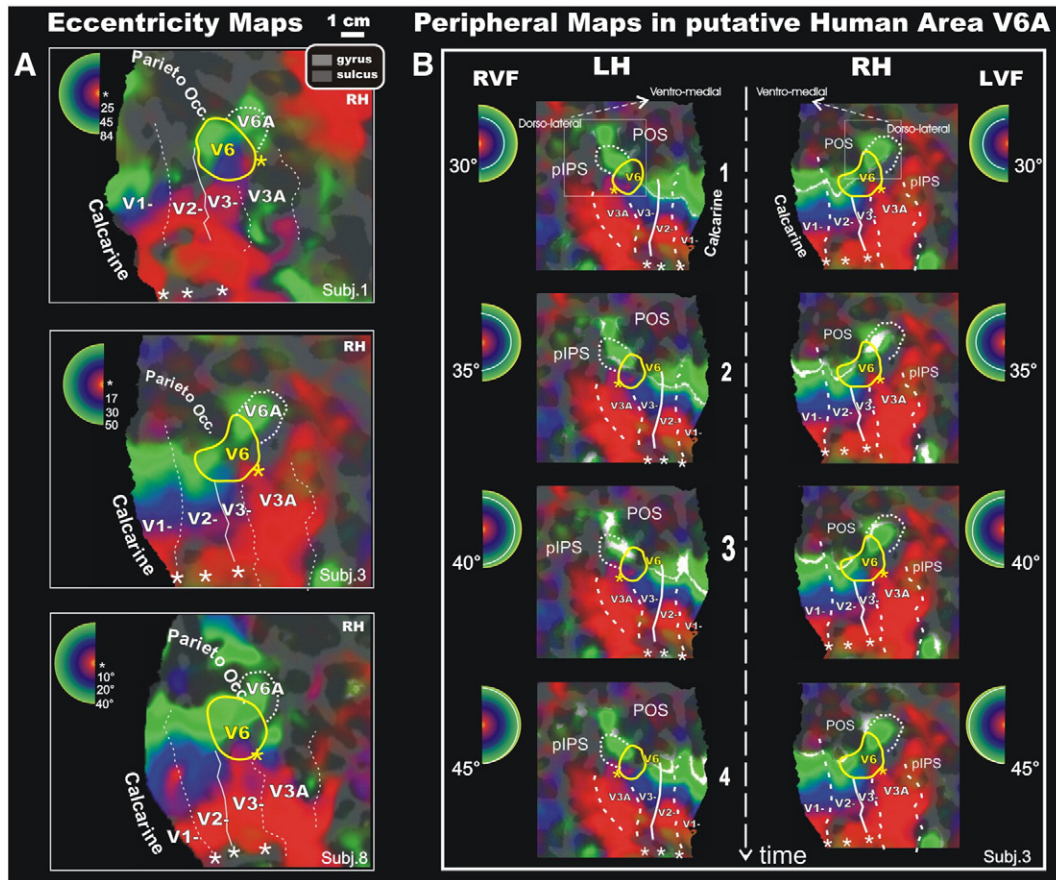 Eccentricity Maps
1 cm
Peripheral Maps in putative Human Area V6A
A
gyrus
sulcus
RH
Parieto Occ.
*
25
45
84
V6A
V6
*
V1-
V2-
V3-
V3A
Calcarine
* * *
Subj.1
RH
Parieto Occ.
*
17
30
50
V6A
V6
*
V3A
V1-
V2-
V3-
Calcarine
* * *
Subj.3
RH
Parieto Occ.
*
10°
20°
40°
V6A
V6
*
V3A
V3-
V2-
V1-
Calcarine
* * *
Subj.8
B
RVF
LH
RH
LVF
Ventro-medial
Ventro-medial
Dorso-lateral
Dorso-lateral
30°
POS
pIPS
V6
*
V3A
V3-
V2-
V1-
Calcarine
* * *
1
POS
pIPS
V6
*
V1-
V2-
V3-
V3A
Calcarine
* * *
30°
35°
POS
pIPS
V6
*
V3A
V3-
V2-
V1-
* * *
2
POS
pIPS
V6
*
V1-
V2-
V3-
V3A
* * *
35°
40°
POS
pIPS
V6
*
V3A
V3-
V2-
V1-
* * *
3
POS
pIPS
V6
*
V1-
V2-
V3-
V3A
* * *
40°
45°
POS
pIPS
V6
*
V3A
V3-
V2-
V1-
* * *
4
POS
pIPS
V6
*
V1-
V2-
V3-
V3A
* * *
45°
time
Subj.3